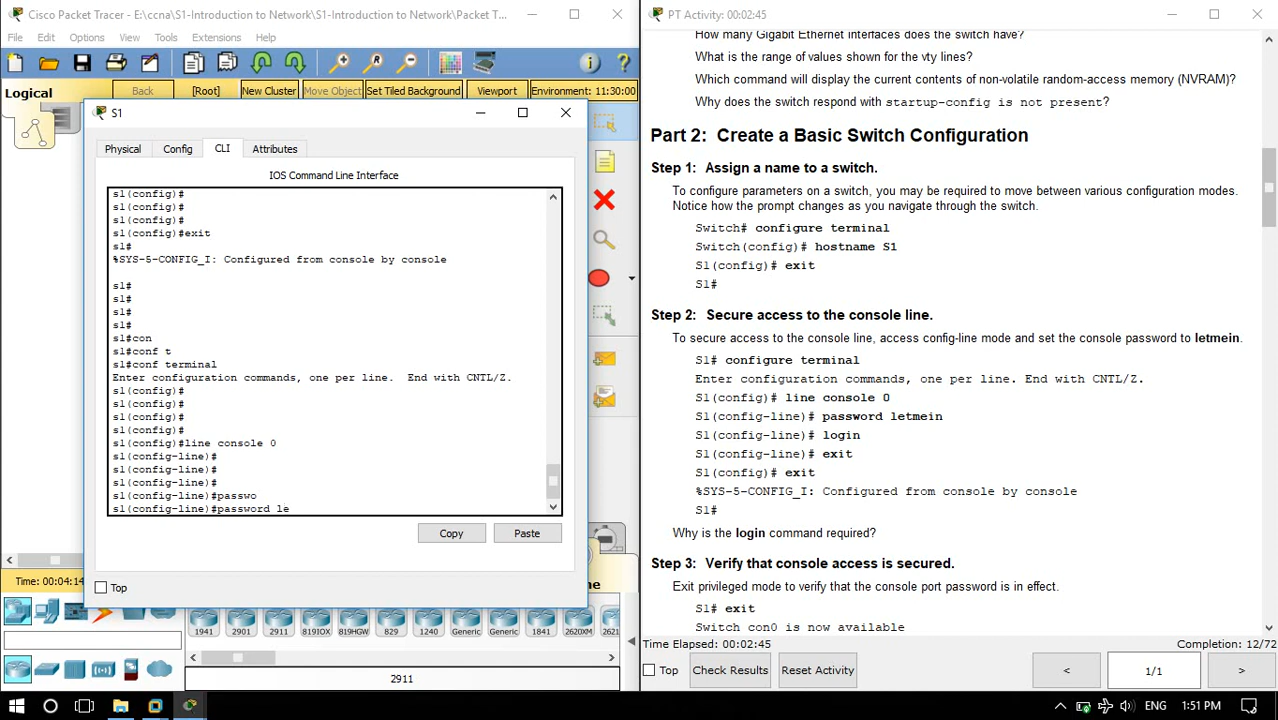 Cisco Packet Tracer - E:\ccna\S1-Introduction to Network\S1-Introduction to Network\Packet T...
File Edit Options View Tools Extensions Help
Logical
Back
[Root]
New Cluster
Move Object
Set Tiled Background
Viewport
Environment: 11:30:00
S1
Physical
Config
CLI
Attributes
IOS Command Line Interface
s1(config)#
s1(config)#
s1(config)#
s1(config)#exit
s1#
%SYS-5-CONFIG_I: Configured from console by console
s1#
s1#
s1#
s1#
s1#con
s1#conf t
s1#conf terminal
Enter configuration commands, one per line. End with CNTL/Z.
s1(config)#
s1(config)#
s1(config)#
s1(config)#
s1(config)#line console 0
s1(config-line)#
s1(config-line)#
s1(config-line)#
s1(config-line)#passwo
s1(config-line)#password le
Copy
Paste
Top
Time: 00:04:14
1941
2901
2911
819IOX
819HGW
829
1240
Generic
Generic
1841
2620XM
2911
PT Activity: 00:02:45
How many Gigabit Ethernet interfaces does the switch have?
What is the range of values shown for the vty lines?
Which command will display the current contents of non-volatile random-access memory (NVRAM)?
Why does the switch respond with startup-config is not present?
Part 2: Create a Basic Switch Configuration
Step 1: Assign a name to a switch.
To configure parameters on a switch, you may be required to move between various configuration modes.
Notice how the prompt changes as you navigate through the switch.
Switch# configure terminal
Switch(config)# hostname S1
S1(config)# exit
S1#
Step 2: Secure access to the console line.
To secure access to the console line, access config-line mode and set the console password to letmein.
S1# configure terminal
Enter configuration commands, one per line. End with CNTL/Z.
S1(config)# line console 0
S1(config-line)# password letmein
S1(config-line)# login
S1(config-line)# exit
S1(config)# exit
%SYS-5-CONFIG_I: Configured from console by console
S1#
Why is the login command required?
Step 3: Verify that console access is secured.
Exit privileged mode to verify that the console port password is in effect.
S1# exit
Switch con0 is now available
Time Elapsed: 00:02:45
Completion: 12/72
Top
Check Results
Reset Activity
<
1/1
>
ENG
1:51 PM